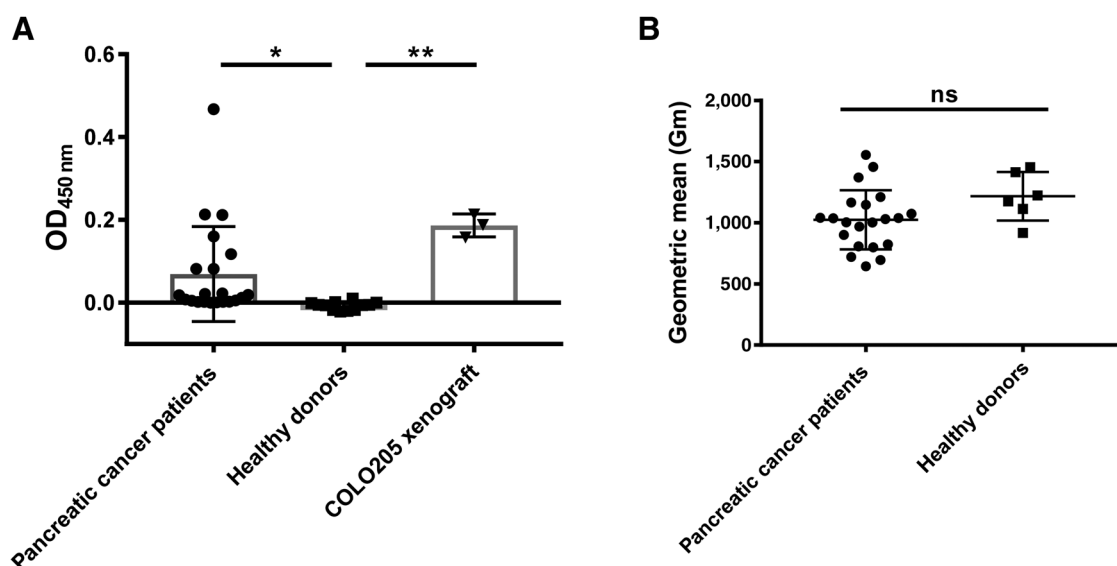 A
* **
0.6
0.4
0.2
0.0
OD450 nm
Pancreatic cancer patients
Healthy donors
COLO205 xenograft
B
ns
2,000
1,500
1,000
500
0
Geometric mean (Gm)
Pancreatic cancer patients
Healthy donors